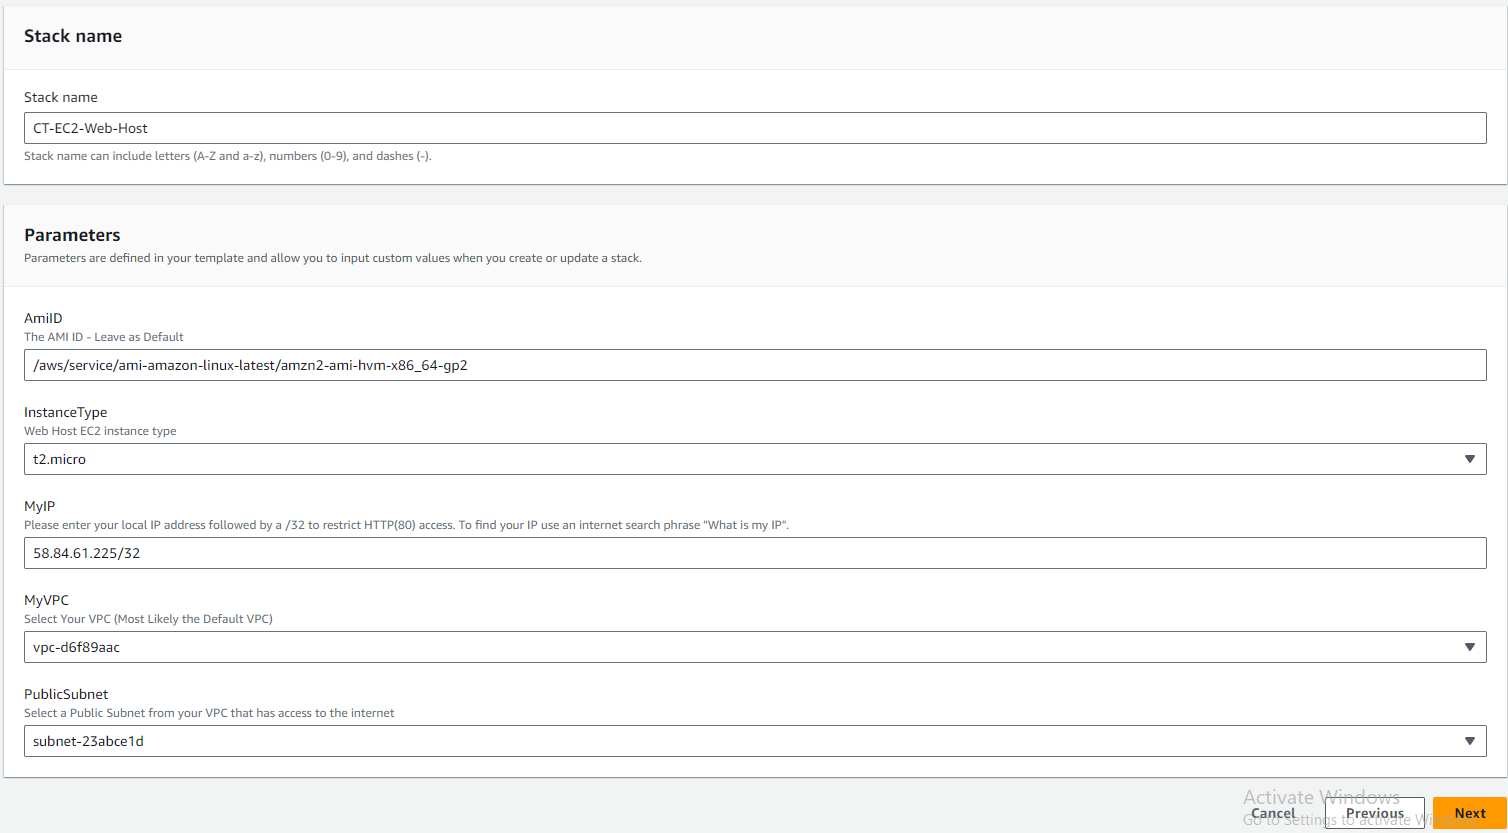 Stack name
Stack name
CT-EC2-Web-Host
Stack name can include letters (A-Z and a-z), numbers (0-9), and dashes (-).
Parameters
Parameters are defined in your template and allow you to input custom values when you create or update a stack.
AmiID
The AMI ID - Leave as Default
/aws/service/ami-amazon-linux-latest/amzn2-ami-hvm-x86_64-gp2
InstanceType
Web Host EC2 instance type
t2.micro
MyIP
Please enter your local IP address followed by a /32 to restrict HTTP(80) access. To find your IP use an internet search phrase "What is my IP".
58.84.61.225/32
MyVPC
Select Your VPC (Most Likely the Default VPC)
vpc-d6f89aac
PublicSubnet
Select a Public Subnet from your VPC that has access to the internet
subnet-23abce1d
Activate Windows
Cancel Previous Next
Go to Settings to activate